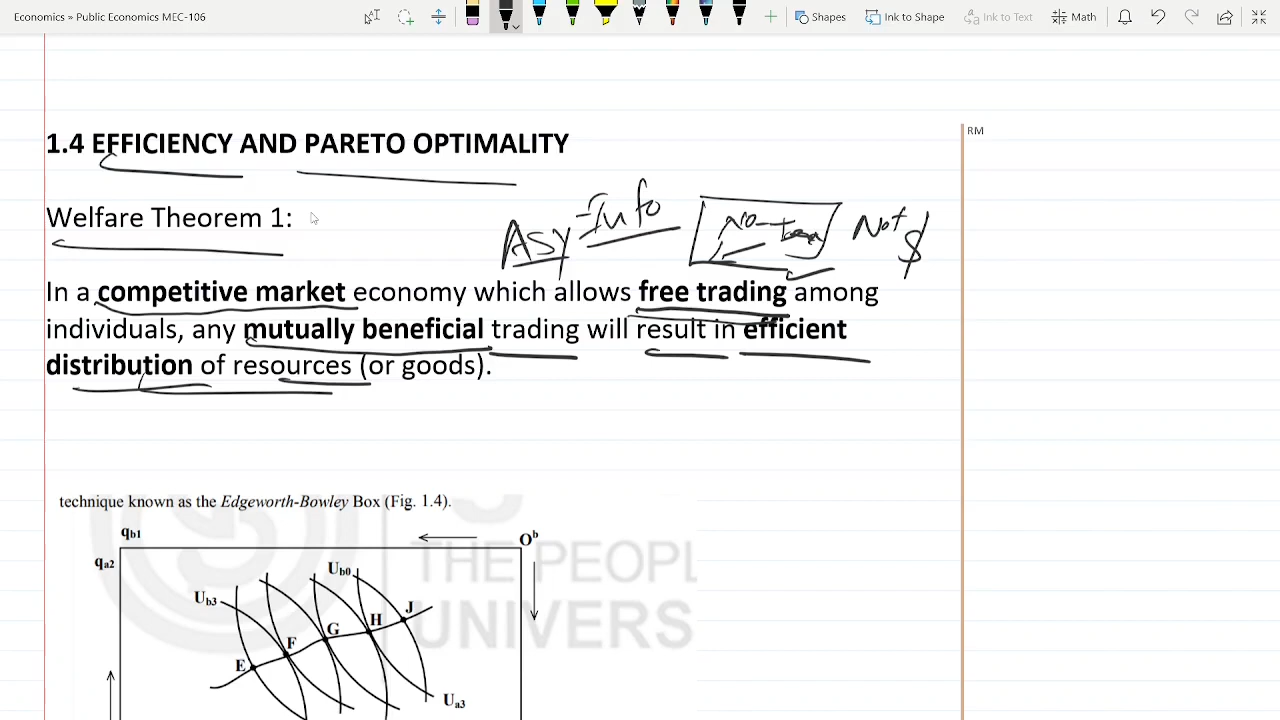 Economics » Public Economics MEC-106
Shapes
Ink to Shape
Ink to Text
Math
RM
1.4 EFFICIENCY AND PARETO OPTIMALITY
Welfare Theorem 1:
Asy-Info
No-
Not $
In a competitive market economy which allows free trading among
individuals, any mutually beneficial trading will result in efficient
distribution of resources (or goods).
technique known as the Edgeworth-Bowley Box (Fig. 1.4).
qb1
Ob
qa2
Ub0
Ub3
J
H
G
F
E
Ua3
THE PEOPL
UNIVERS